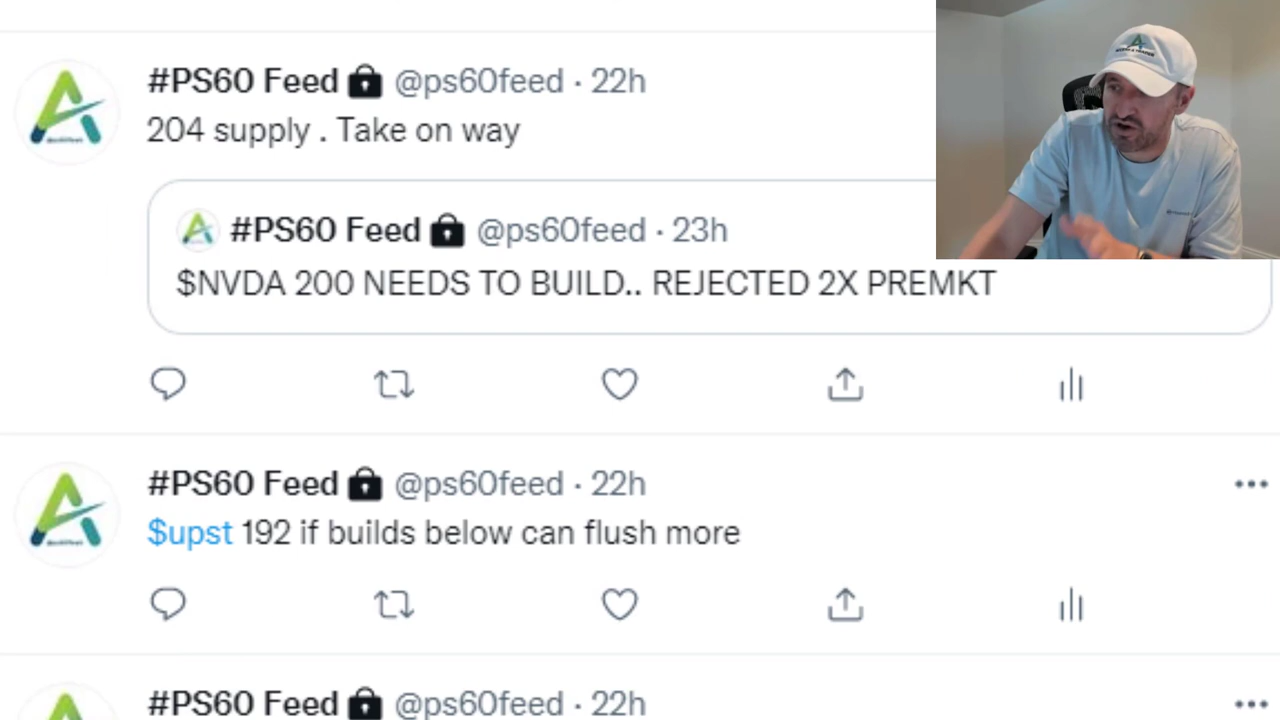 #PS60 Feed @ps60feed · 22h
204 supply . Take on way
#PS60 Feed @ps60feed · 23h
$NVDA 200 NEEDS TO BUILD.. REJECTED 2X PREMKT
#PS60 Feed @ps60feed · 22h
$upst 192 if builds below can flush more
#PS60 Feed @ps60feed · 22h